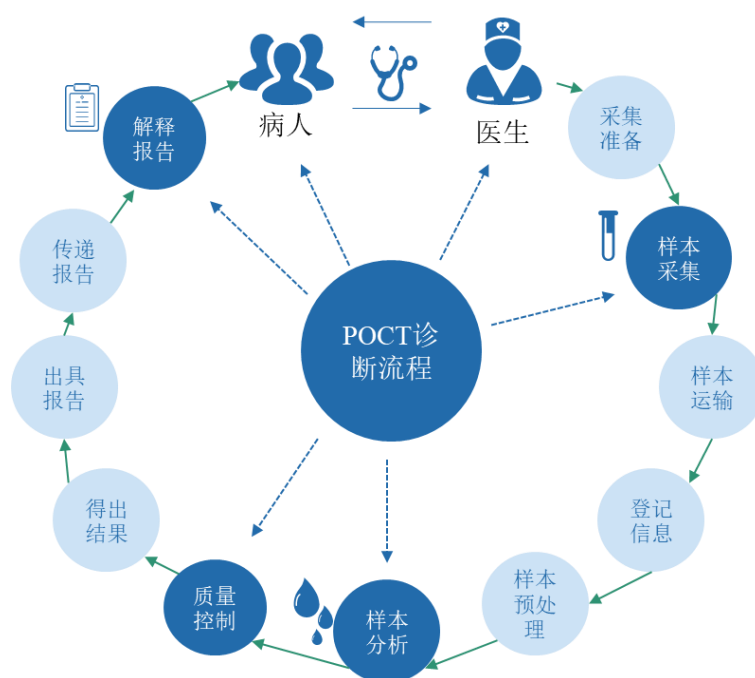 病人
医生
采集
准备
样本
采集
样本
运输
登记
信息
样本
预处
理
样本
分析
质量
控制
得出
结果
出具
报告
传递
报告
解释
报告
POCT诊
断流程